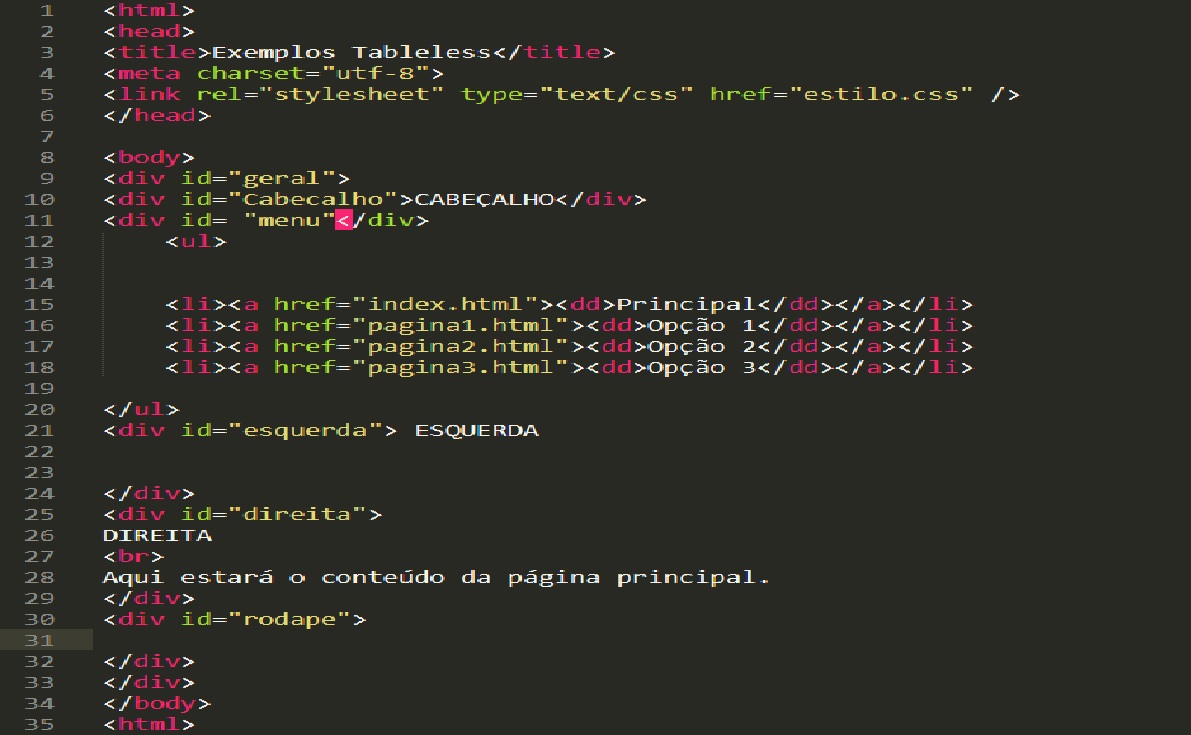 1 <html>
2 <head>
3 <title>Exemplos Tableless</title>
4 <meta charset="utf-8">
5 <link rel="stylesheet" type="text/css" href="estilo.css" />
6 </head>
7
8 <body>
9 <div id="geral">
10 <div id="Cabecalho">CABEÇALHO</div>
11 <div id= "menu"</div>
12 <ul>
13
14
15 <li><a href="index.html"><dd>Principal</dd></a></li>
16 <li><a href="pagina1.html"><dd>Opção 1</dd></a></li>
17 <li><a href="pagina2.html"><dd>Opção 2</dd></a></li>
18 <li><a href="pagina3.html"><dd>Opção 3</dd></a></li>
19
20 </ul>
21 <div id="esquerda"> ESQUERDA
22
23
24 </div>
25 <div id="direita">
26 DIREITA
27 <br>
28 Aqui estará o conteúdo da página principal.
29 </div>
30 <div id="rodape">
31
32 </div>
33 </div>
34 </body>
35 <html>